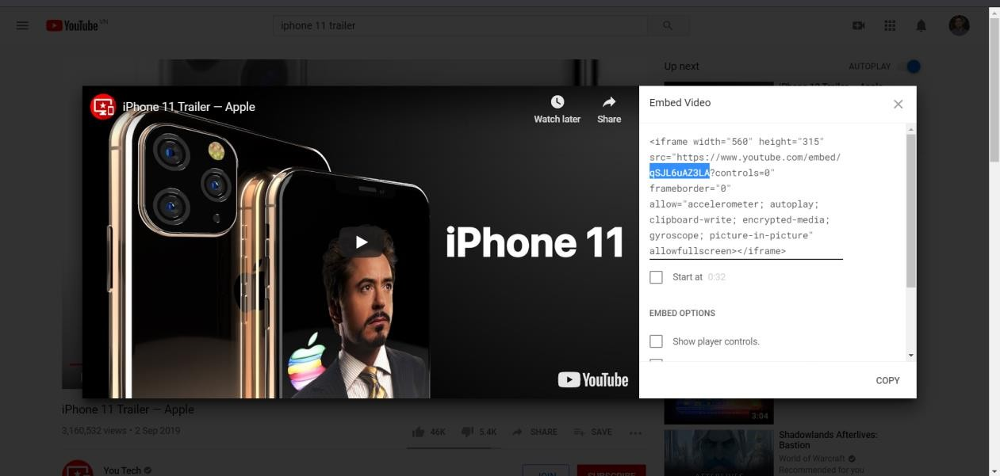 YouTube VN
iphone 11 trailer
Up next
AUTOPLAY
iPhone 11 Trailer — Apple
Watch later
Share
iPhone 11
YouTube
Embed Video
<iframe width="560" height="315"
src="https://www.youtube.com/embed/
qSJL6uAZ3LA?controls=0"
frameborder="0"
allow="accelerometer; autoplay;
clipboard-write; encrypted-media;
gyroscope; picture-in-picture"
allowfullscreen></iframe>
Start at 0:32
EMBED OPTIONS
Show player controls.
COPY
iPhone 11 Trailer — Apple
3,160,532 views • 2 Sep 2019
46K
5.4K
SHARE
SAVE
You Tech
JOIN
SUBSCRIBE
3:04
Shadowlands Afterlives:
Bastion
World of Warcraft
Recommended for you
AFTERLIVES